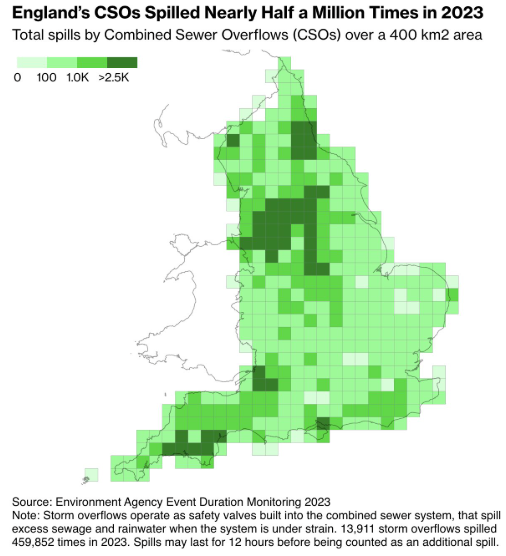 England's CSOs Spilled Nearly Half a Million Times in 2023
Total spills by Combined Sewer Overflows (CSOs) over a 400 km2 area
0 100 1.0K >2.5K
Source: Environment Agency Event Duration Monitoring 2023
Note: Storm overflows operate as safety valves built into the combined sewer system, that spill
excess sewage and rainwater when the system is under strain. 13,911 storm overflows spilled
459,852 times in 2023. Spills may last for 12 hours before being counted as an additional spill.